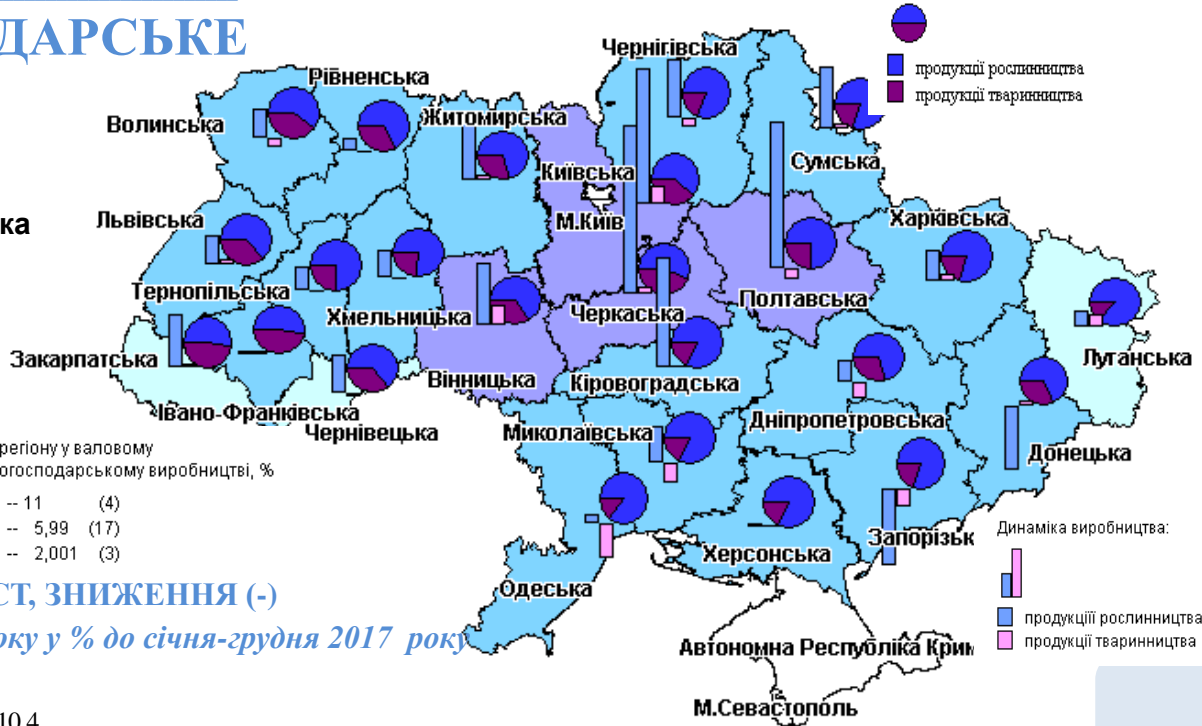 ДАРСЬКЕ
продукції рослинництва
продукції тваринництва
Чернігівська
Рівненська
Волинська
Житомирська
Сумська
Київська
М.Київ
Львівська
ка
Харківська
Тернопільська
Хмельницька
Черкаська
Полтавська
Закарпатська
Вінницька
Кіровоградська
Луганська
Івано-Франківська
Чернівецька
Миколаївська
Дніпропетровська
Донецька
регіону у валовому
огосподарському виробництві, %
-- 11 (4)
-- 5,99 (17)
-- 2,001 (3)
Запорізьк
Херсонська
Одеська
Динаміка виробництва:
продукціїї рослинництва
продукції тваринництва
СТ, ЗНИЖЕННЯ (-)
оку у % до січня-грудня 2017 року
Автономна Республіка Крим
М.Севастополь
10,4